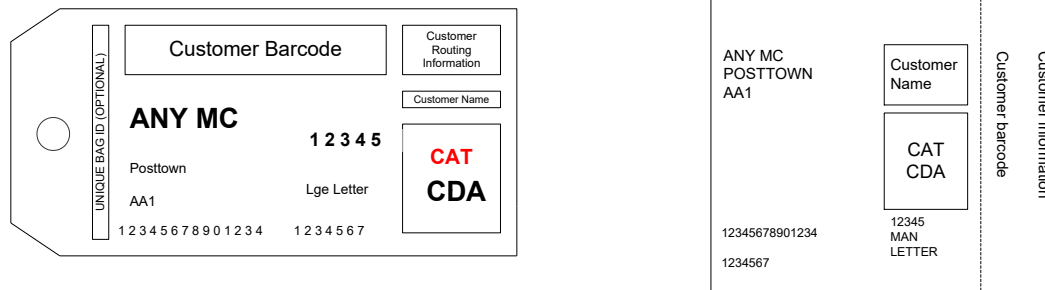 UNIQUE BAG ID (OPTIONAL)
Customer Barcode
Customer
Routing
Information
Customer Name
ANY MC
1 2 3 4 5
Posttown
Lge Letter
AA1
CAT
CDA
1 2 3 4 5 6 7 8 9 0 1 2 3 4
1 2 3 4 5 6 7
ANY MC
POSTTOWN
AA1
Customer
Name
CAT
CDA
12345678901234
1234567
12345
MAN
LETTER
Customer barcode
Customer Information